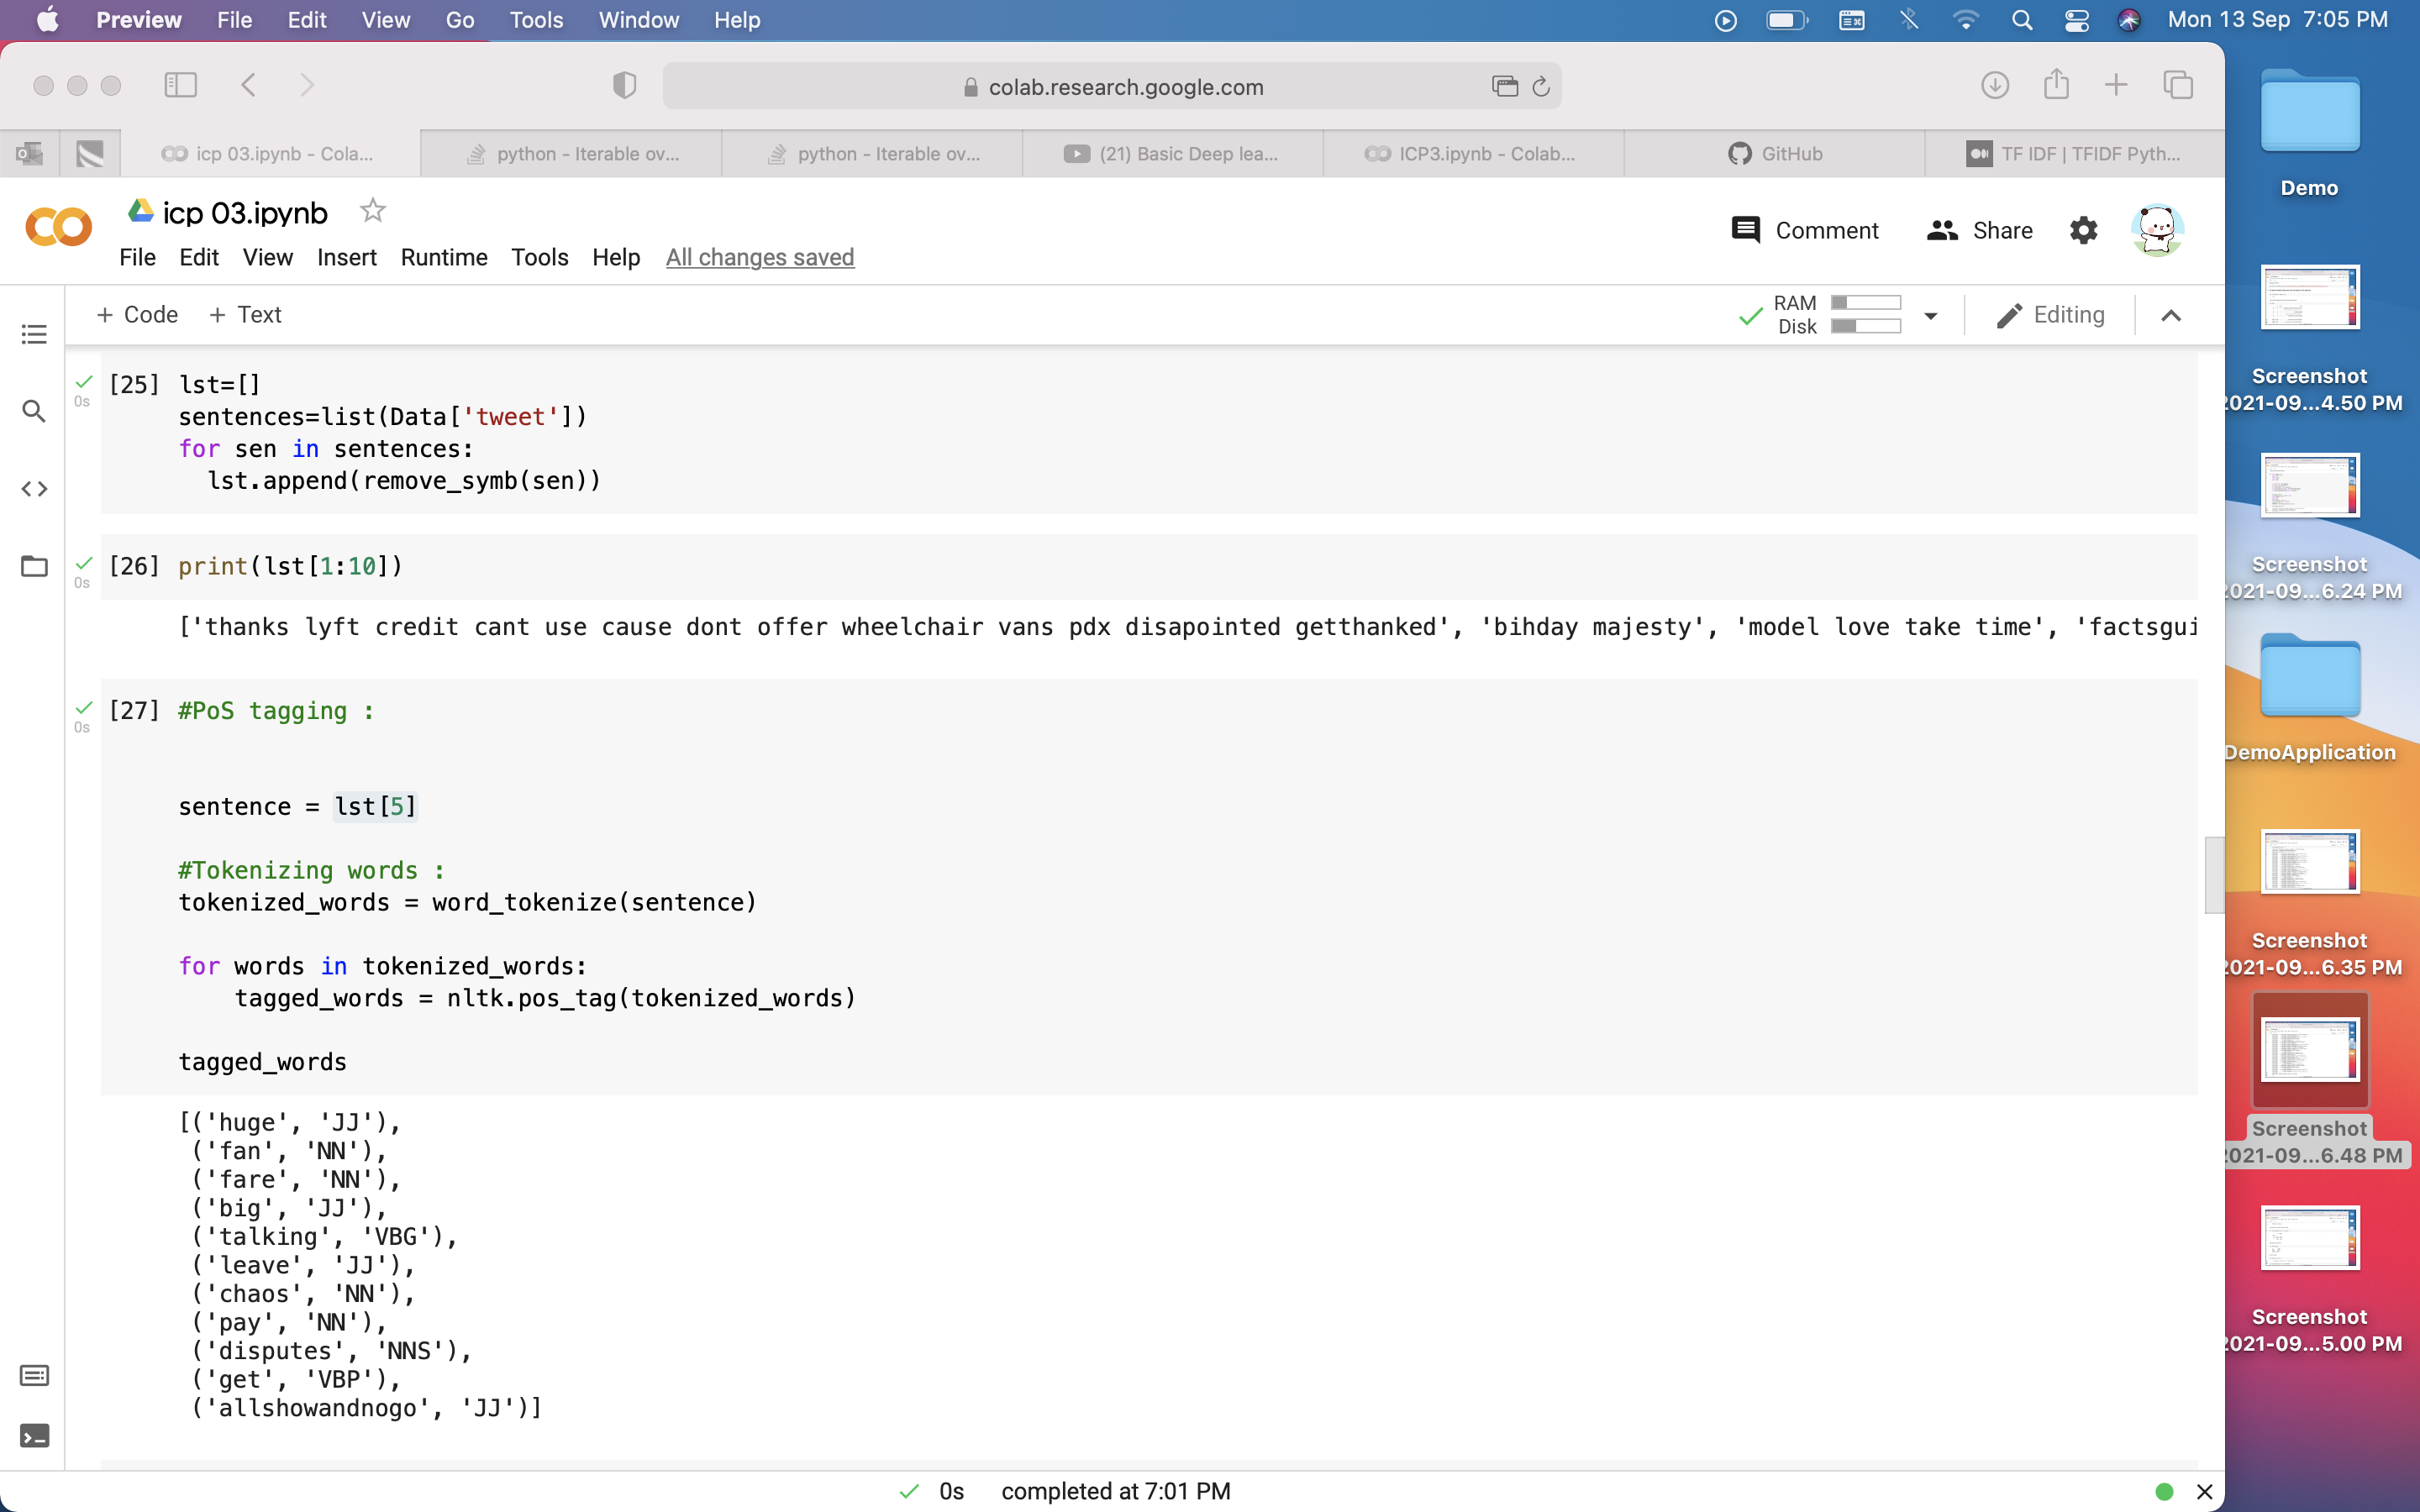 Preview File Edit View Go Tools Window Help Mon 13 Sep 7:05 PM
colab.research.google.com
icp 03.ipynb - Cola... python - Iterable ov... python - Iterable ov... (21) Basic Deep lea... ICP3.ipynb - Colab... GitHub TF IDF | TFIDF Pyth...
icp 03.ipynb
Comment Share
File Edit View Insert Runtime Tools Help All changes saved
+ Code + Text RAM Disk Editing
[25] lst=[]
0s
sentences=list(Data['tweet'])
for sen in sentences:
lst.append(remove_symb(sen))
[26] print(lst[1:10])
0s
['thanks lyft credit cant use cause dont offer wheelchair vans pdx disapointed getthanked', 'bihday majesty', 'model love take time', 'factsgui
[27] #PoS tagging :
0s
sentence = lst[5]
#Tokenizing words :
tokenized_words = word_tokenize(sentence)
for words in tokenized_words:
tagged_words = nltk.pos_tag(tokenized_words)
tagged_words
[('huge', 'JJ'),
('fan', 'NN'),
('fare', 'NN'),
('big', 'JJ'),
('talking', 'VBG'),
('leave', 'JJ'),
('chaos', 'NN'),
('pay', 'NN'),
('disputes', 'NNS'),
('get', 'VBP'),
('allshowandnogo', 'JJ')]
0s completed at 7:01 PM
Demo
Screenshot
2021-09...4.50 PM
Screenshot
2021-09...6.24 PM
DemoApplication
Screenshot
2021-09...6.35 PM
Screenshot
2021-09...6.48 PM
Screenshot
2021-09...5.00 PM